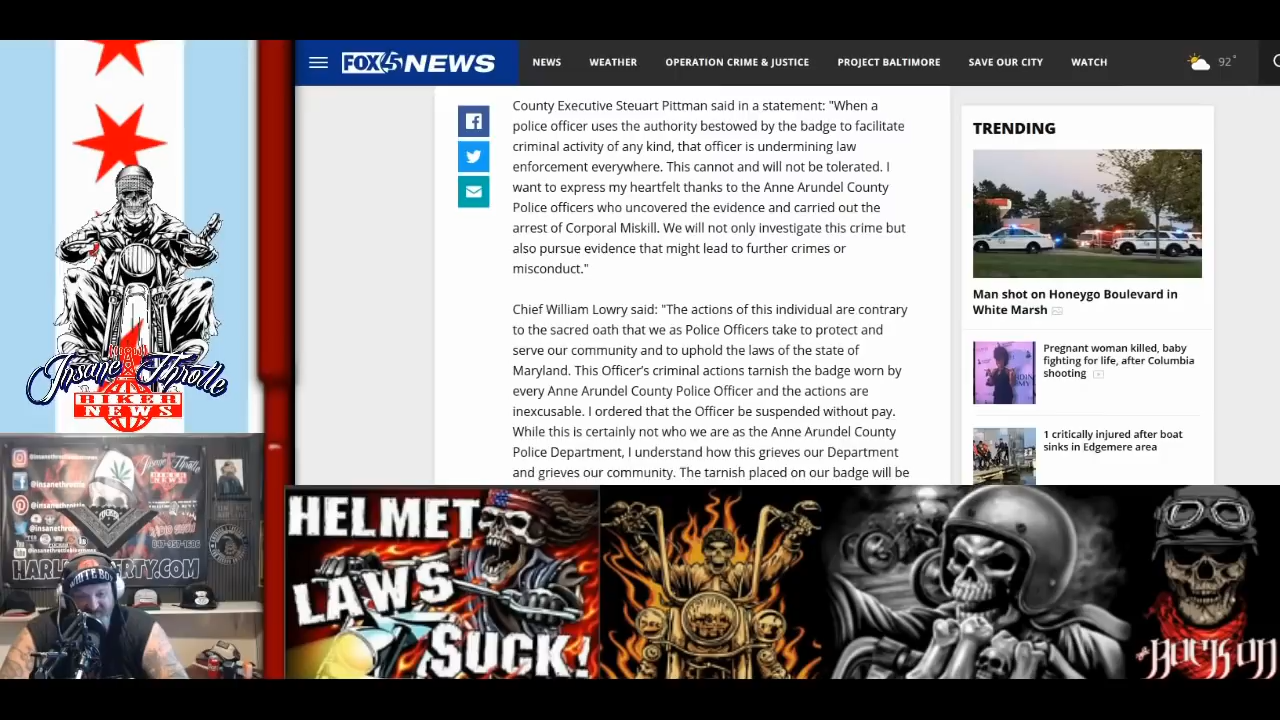 FOX 45 NEWS
NEWS
WEATHER
OPERATION CRIME & JUSTICE
PROJECT BALTIMORE
SAVE OUR CITY
WATCH
92°
County Executive Steuart Pittman said in a statement: "When a
police officer uses the authority bestowed by the badge to facilitate
criminal activity of any kind, that officer is undermining law
enforcement everywhere. This cannot and will not be tolerated. I
want to express my heartfelt thanks to the Anne Arundel County
Police officers who uncovered the evidence and carried out the
arrest of Corporal Miskill. We will not only investigate this crime but
also pursue evidence that might lead to further crimes or
misconduct."
Chief William Lowry said: "The actions of this individual are contrary
to the sacred oath that we as Police Officers take to protect and
serve our community and to uphold the laws of the state of
Maryland. This Officer's criminal actions tarnish the badge worn by
every Anne Arundel County Police Officer and the actions are
inexcusable. I ordered that the Officer be suspended without pay.
While this is certainly not who we are as the Anne Arundel County
Police Department, I understand how this grieves our Department
and grieves our community. The tarnish placed on our badge will be
TRENDING
Man shot on Honeygo Boulevard in
White Marsh
Pregnant woman killed, baby
fighting for life, after Columbia
shooting
1 critically injured after boat
sinks in Edgemere area
Insane Throttle
BIKER
NEWS
@insanethrottle
HELMET
LAWS
SUCK!